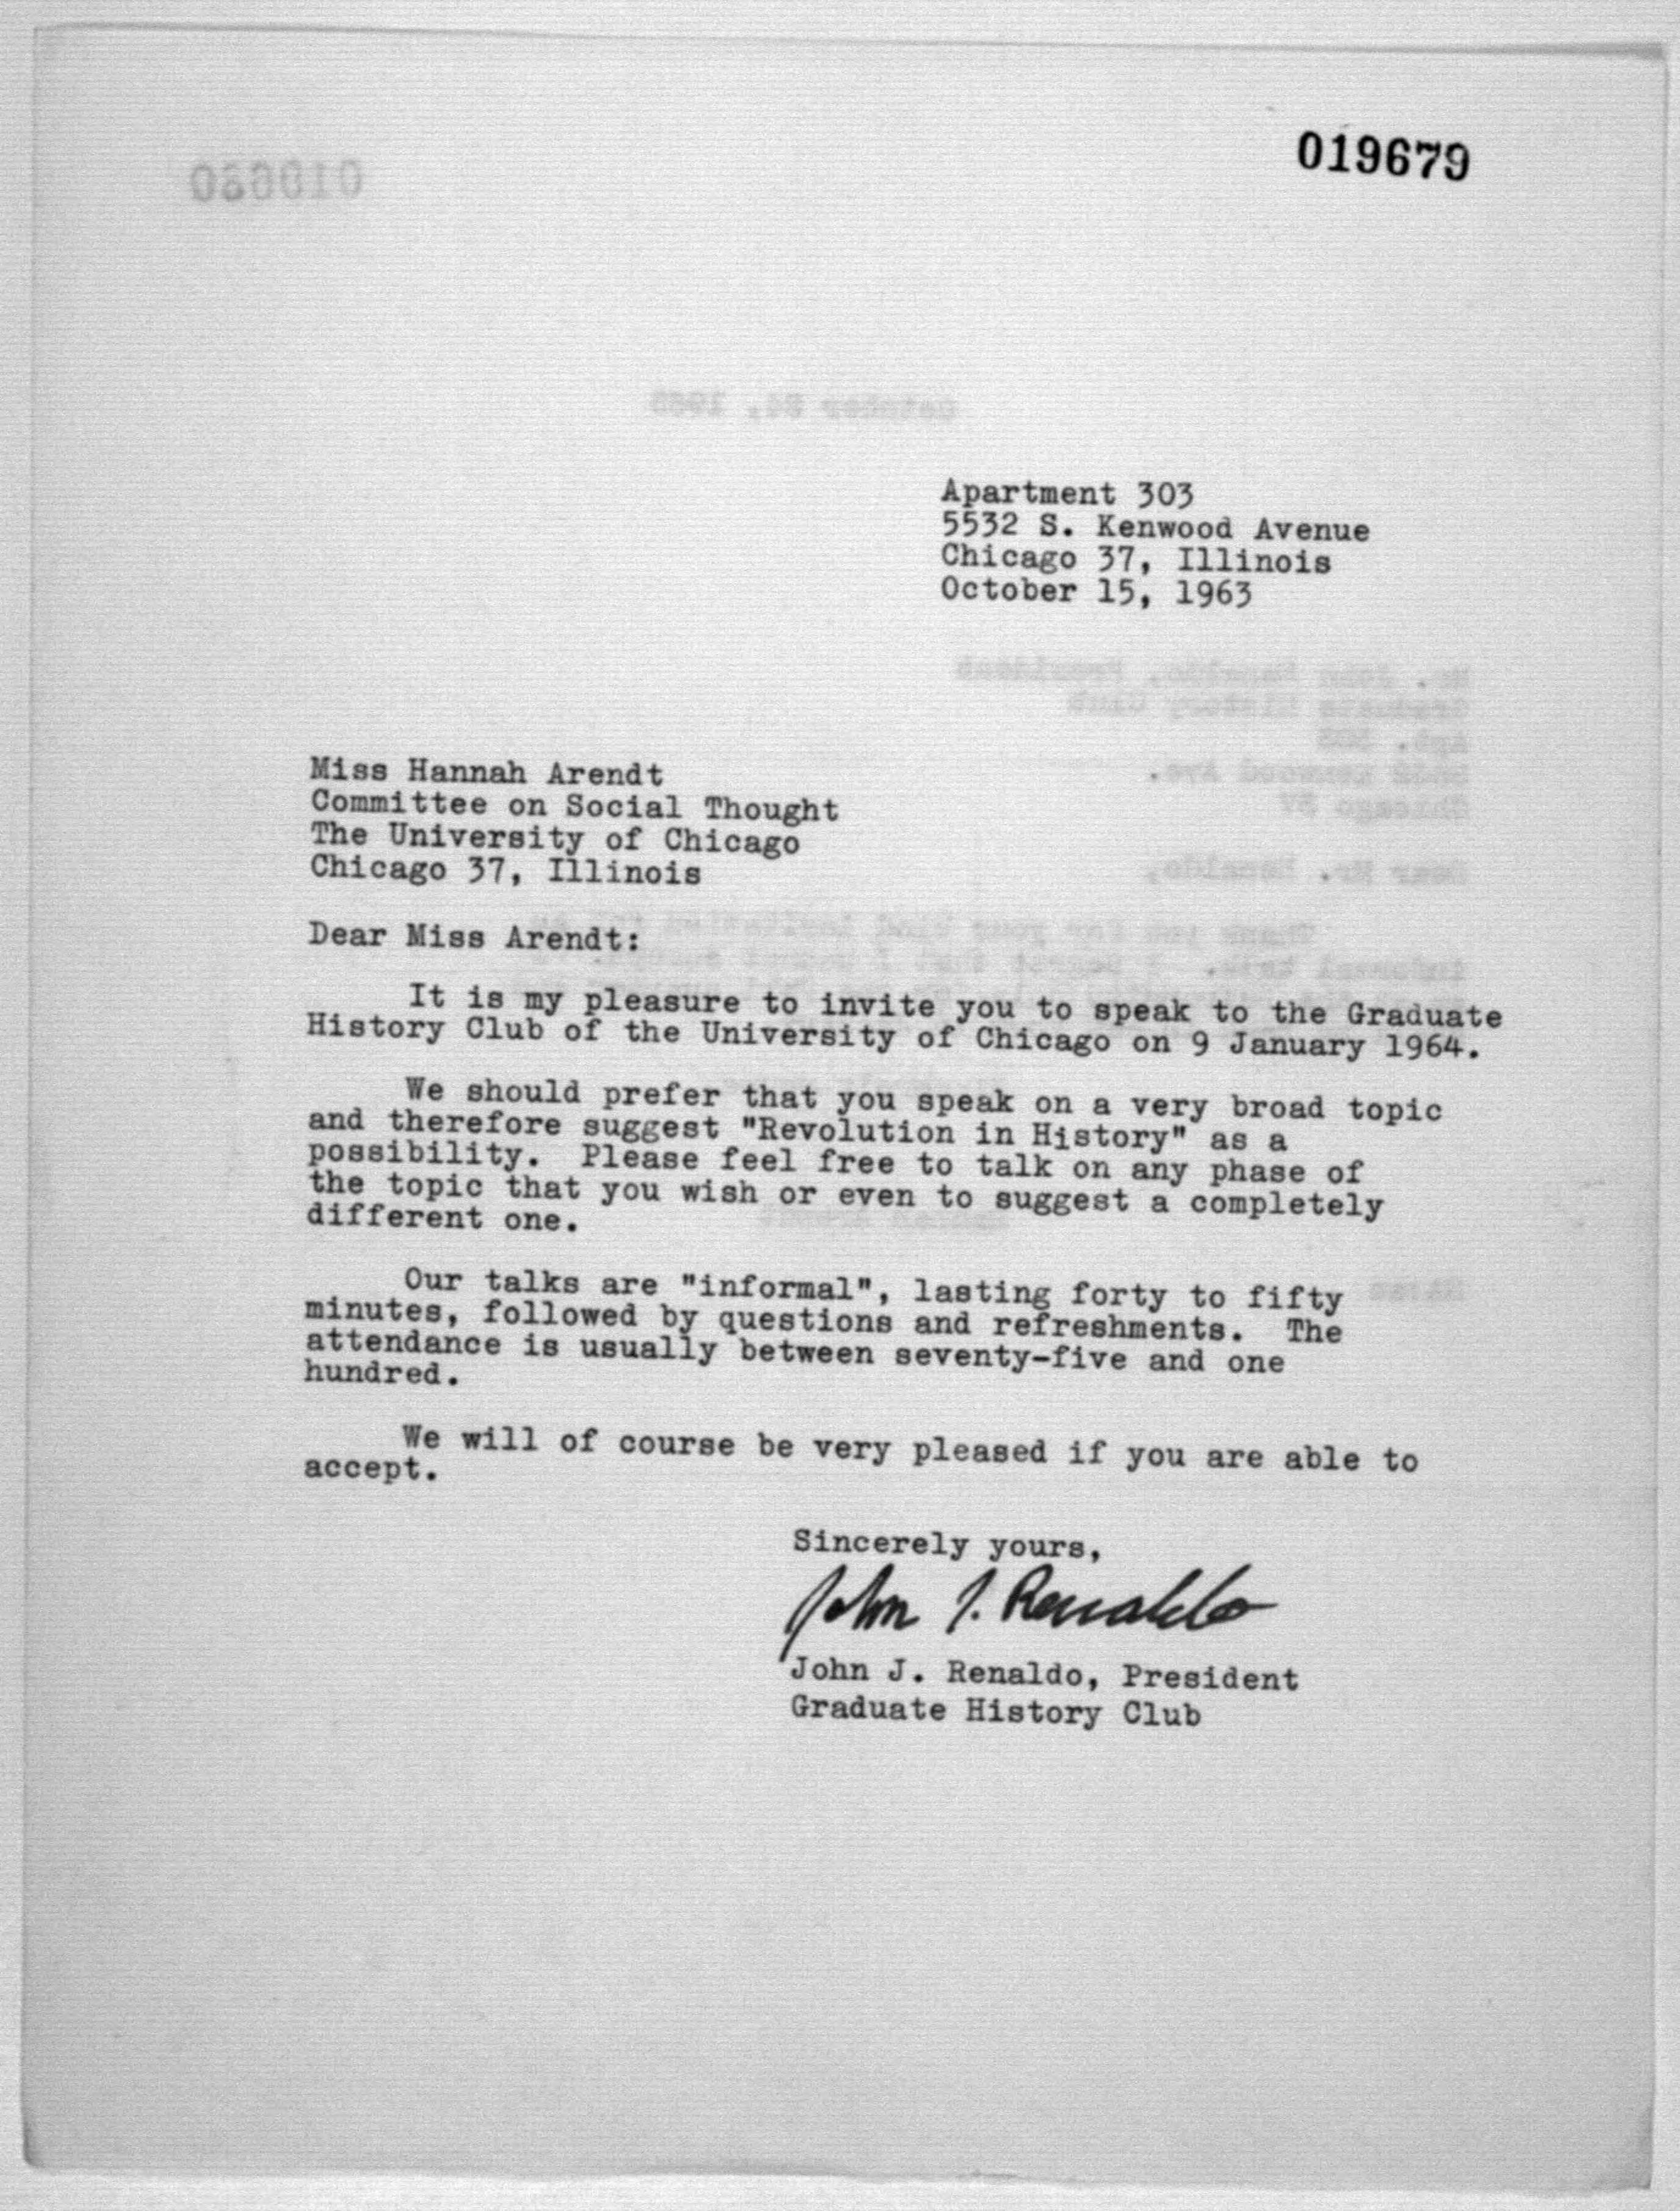 019679
Apartment 303
5532 S. Kenwood Avenue
Chicago 37, Illinois
October 15, 1963
Miss Hannah Arendt
Committee on Social Thought
The University of Chicago
Chicago 37, Illinois
Dear Miss Arendt:
It is my pleasure to invite you to speak to the Graduate
History Club of the University of Chicago on 9 January 1964.
We should prefer that you speak on a very broad topic
and therefore suggest "Revolution in History" as a
possibility. Please feel free to talk on any phase of
the topic that you wish or even to suggest a completely
different one.
Our talks are "informal", lasting forty to fifty
minutes, followed by questions and refreshments. The
attendance is usually between seventy-five and one
hundred.
We will of course be very pleased if you are able to
accept.
Sincerely yours,
John J. Renaldo
John J. Renaldo, President
Graduate History Club